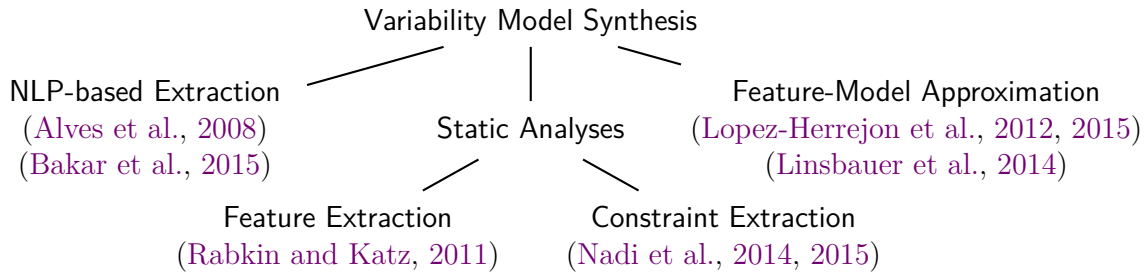 Variability Model Synthesis
NLP-based Extraction
(Alves et al., 2008)
(Bakar et al., 2015)
Static Analyses
Feature-Model Approximation
(Lopez-Herrejon et al., 2012, 2015)
(Linsbauer et al., 2014)
Feature Extraction
(Rabkin and Katz, 2011)
Constraint Extraction
(Nadi et al., 2014, 2015)